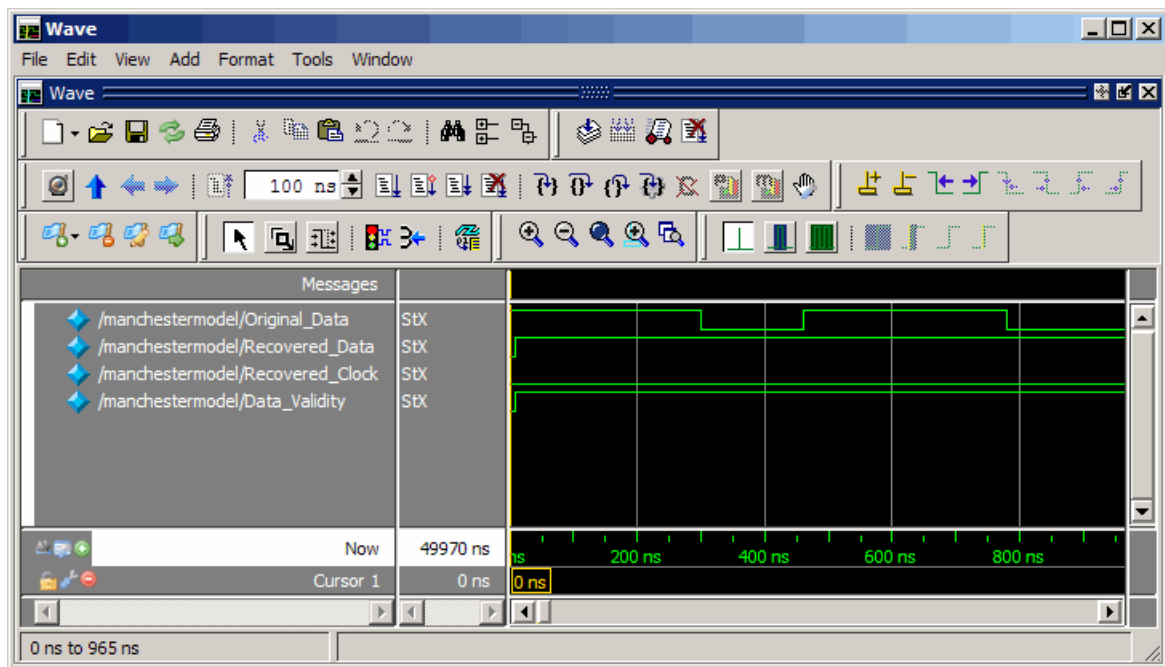 Wave
File Edit View Add Format Tools Window
Wave
100 ns
Messages
/manchestermodel/Original_Data StX
/manchestermodel/Recovered_Data StX
/manchestermodel/Recovered_Clock StX
/manchestermodel/Data_Validity StX
Now 49970 ns
ns 200 ns 400 ns 600 ns 800 ns
Cursor 1 0 ns 0 ns
0 ns to 965 ns